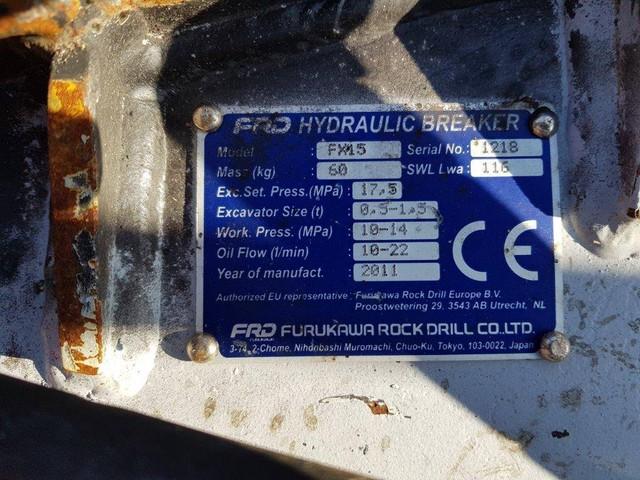 FRD HYDRAULIC BREAKER
Model : FX15 Serial No.: 1218
Mass (kg) : 60 SWL Lwa : 116
Exc.Set. Press.(MPa) : 17,5
Excavator Size (t) : 0,5-1,5
Work. Press. (MPa) : 10-14
Oil Flow (l/min) : 10-22
Year of manufact. : 2011
CE
Authorized EU representative : Furukawa Rock Drill Europe B.V.
Proostwetering 29, 3543 AB Utrecht, NL
FRD FURUKAWA ROCK DRILL CO.LTD.
3-74, 2-Chome, Nihonbashi Muromachi, Chuo-Ku, Tokyo, 103-0022, Japan